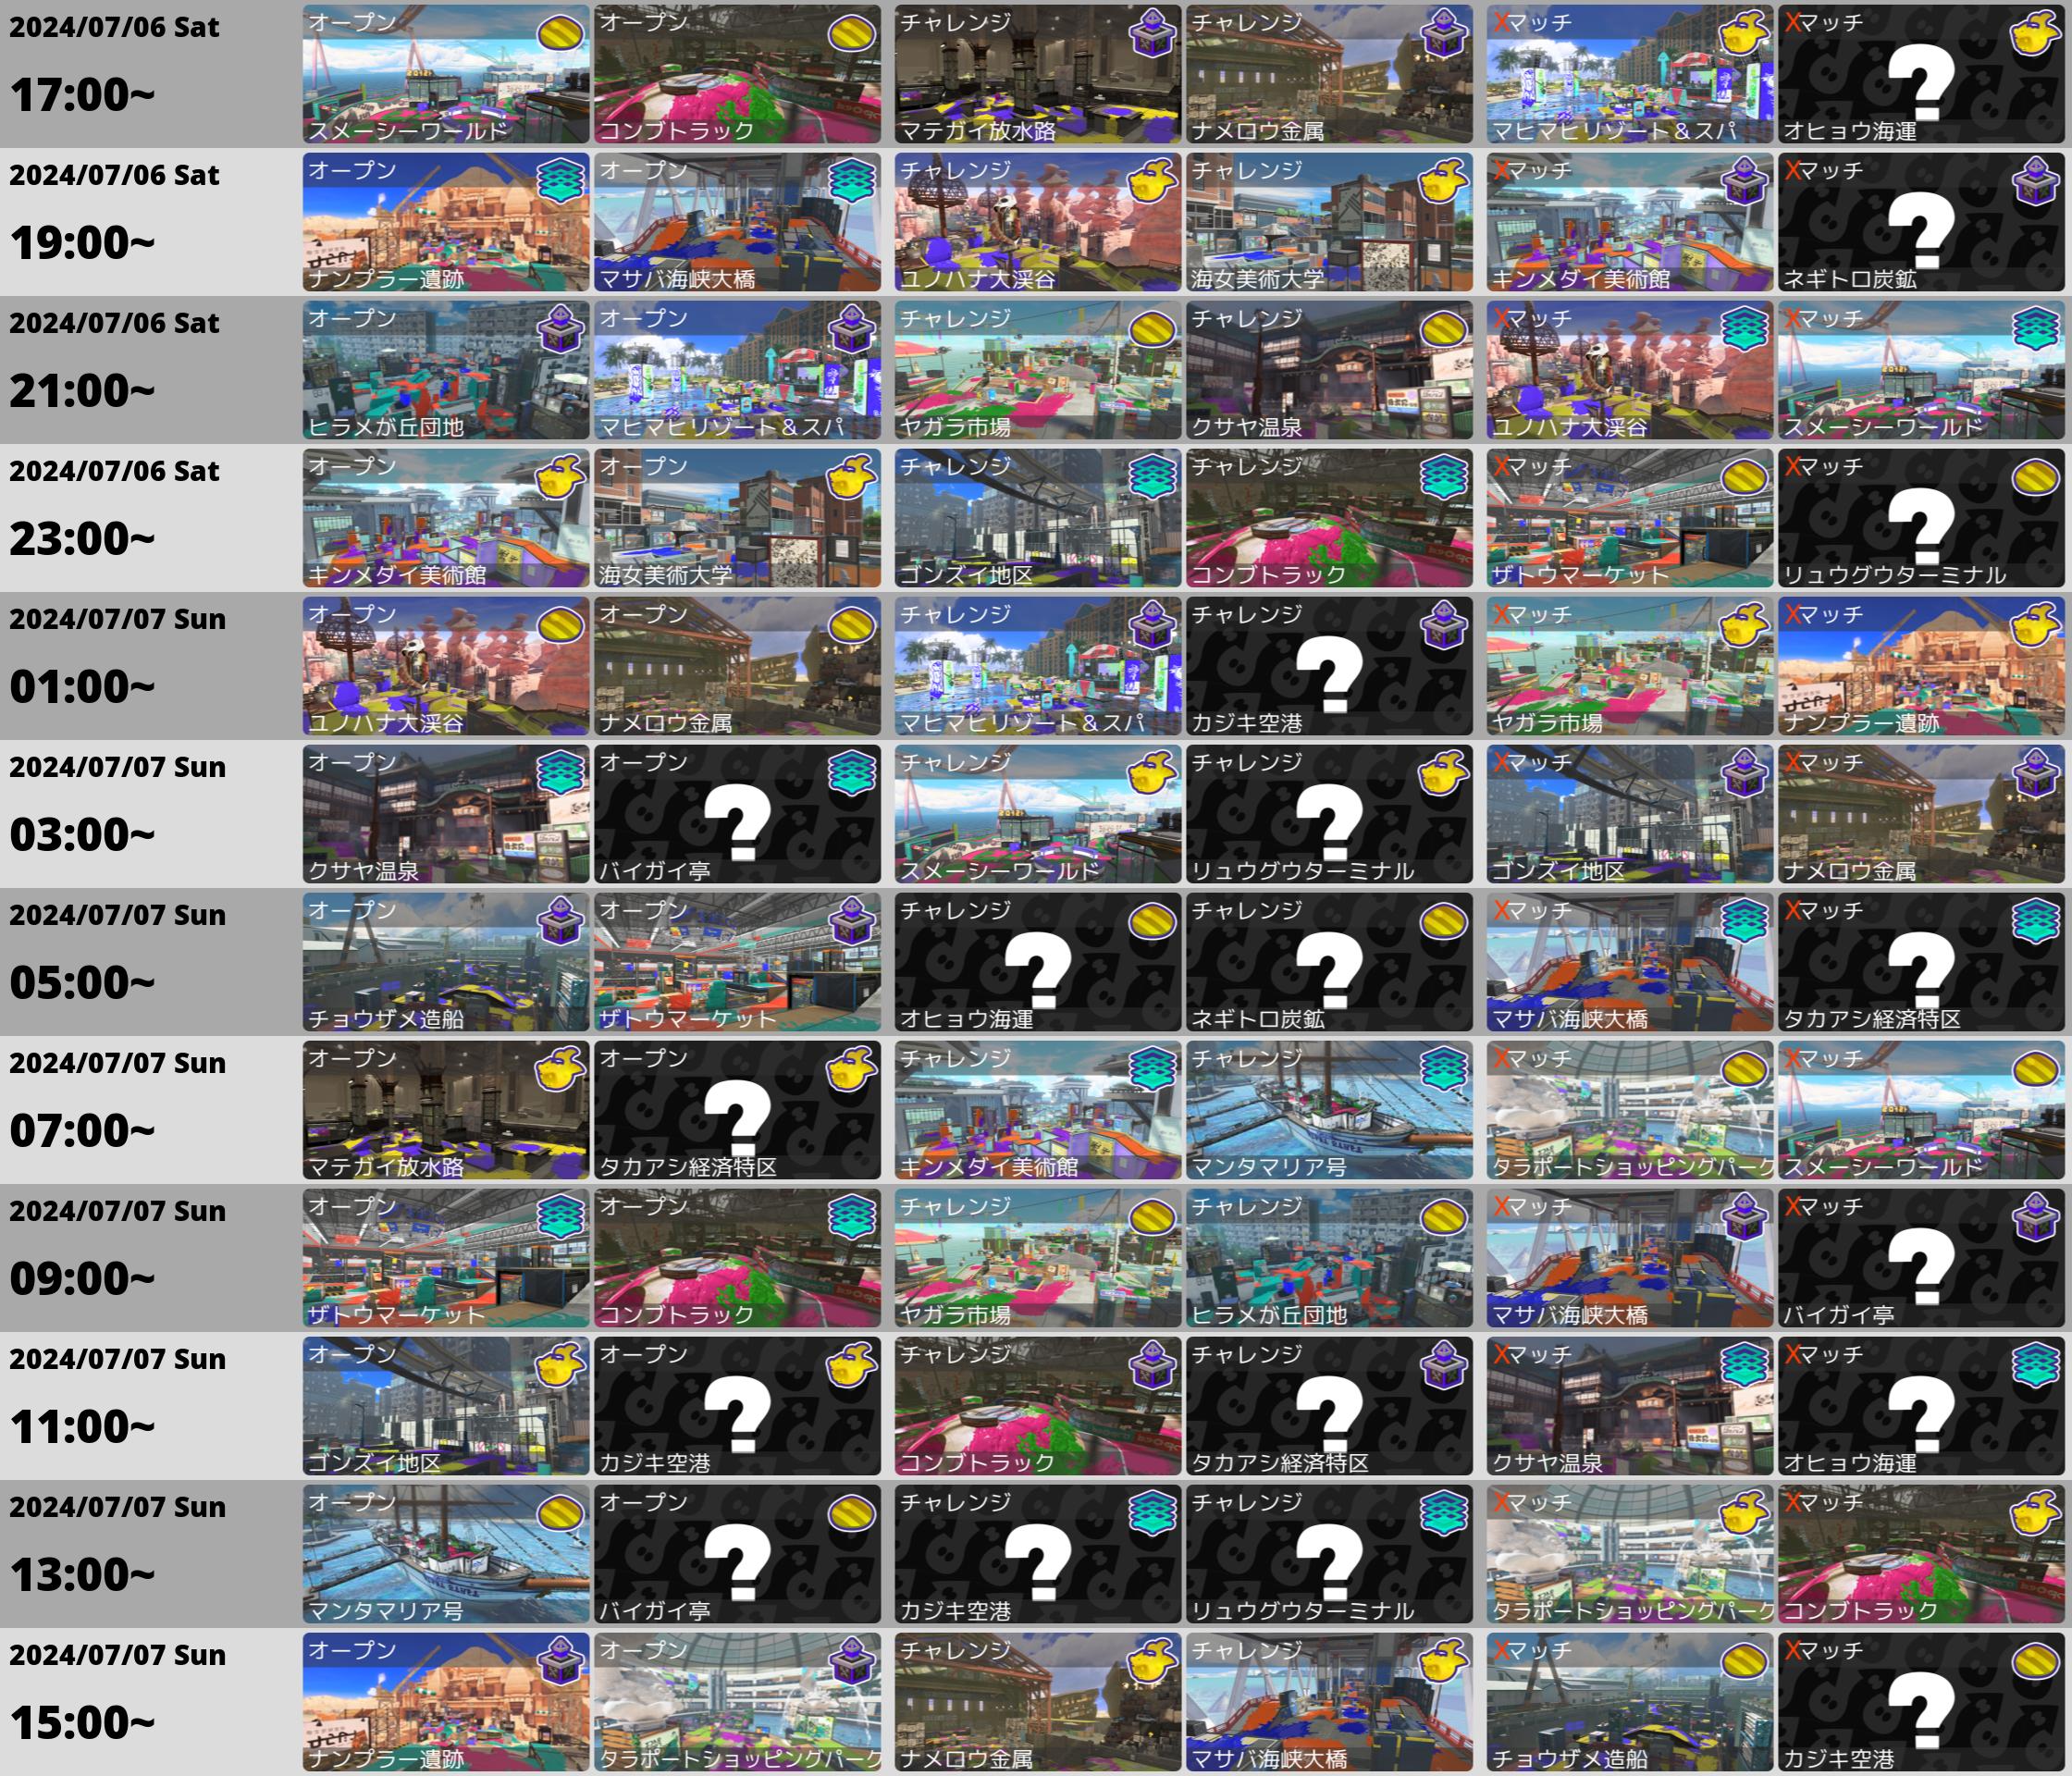 2024/07/06 Sat
17:00~
オープン
スメーシーワールド
オープン
コンブトラック
チャレンジ
マテガイ放水路
チャレンジ
ナメロウ金属
Xマッチ
マヒマヒリゾート＆スパ
Xマッチ
オヒョウ海運
2024/07/06 Sat
19:00~
オープン
ナンプラー遺跡
オープン
マサバ海峡大橋
チャレンジ
ユノハナ大渓谷
チャレンジ
海女美術大学
Xマッチ
キンメダイ美術館
Xマッチ
ネギトロ炭鉱
2024/07/06 Sat
21:00~
オープン
ヒラメが丘団地
オープン
マヒマヒリゾート＆スパ
チャレンジ
ヤガラ市場
チャレンジ
クサヤ温泉
Xマッチ
ユノハナ大渓谷
Xマッチ
スメーシーワールド
2024/07/06 Sat
23:00~
オープン
キンメダイ美術館
オープン
海女美術大学
チャレンジ
ゴンズイ地区
チャレンジ
コンブトラック
Xマッチ
ザトウマーケット
Xマッチ
リュウグウターミナル
2024/07/07 Sun
01:00~
オープン
ユノハナ大渓谷
オープン
ナメロウ金属
チャレンジ
マヒマヒリゾート＆スパ
チャレンジ
カジキ空港
Xマッチ
ヤガラ市場
Xマッチ
ナンプラー遺跡
2024/07/07 Sun
03:00~
オープン
クサヤ温泉
オープン
バイガイ亭
チャレンジ
スメーシーワールド
チャレンジ
リュウグウターミナル
Xマッチ
ゴンズイ地区
Xマッチ
ナメロウ金属
2024/07/07 Sun
05:00~
オープン
チョウザメ造船
オープン
ザトウマーケット
チャレンジ
オヒョウ海運
チャレンジ
ネギトロ炭鉱
Xマッチ
マサバ海峡大橋
Xマッチ
タカアシ経済特区
2024/07/07 Sun
07:00~
オープン
マテガイ放水路
オープン
タカアシ経済特区
チャレンジ
キンメダイ美術館
チャレンジ
マンタマリア号
Xマッチ
タラポートショッピングパーク
Xマッチ
スメーシーワールド
2024/07/07 Sun
09:00~
オープン
ザトウマーケット
オープン
コンブトラック
チャレンジ
ヤガラ市場
チャレンジ
ヒラメが丘団地
Xマッチ
マサバ海峡大橋
Xマッチ
バイガイ亭
2024/07/07 Sun
11:00~
オープン
ゴンズイ地区
オープン
カジキ空港
チャレンジ
コンブトラック
チャレンジ
タカアシ経済特区
Xマッチ
クサヤ温泉
Xマッチ
オヒョウ海運
2024/07/07 Sun
13:00~
オープン
マンタマリア号
オープン
バイガイ亭
チャレンジ
カジキ空港
チャレンジ
リュウグウターミナル
Xマッチ
タラポートショッピングパーク
Xマッチ
コンブトラック
2024/07/07 Sun
15:00~
オープン
ナンプラー遺跡
オープン
タラポートショッピングパーク
チャレンジ
ナメロウ金属
チャレンジ
マサバ海峡大橋
Xマッチ
チョウザメ造船
Xマッチ
カジキ空港